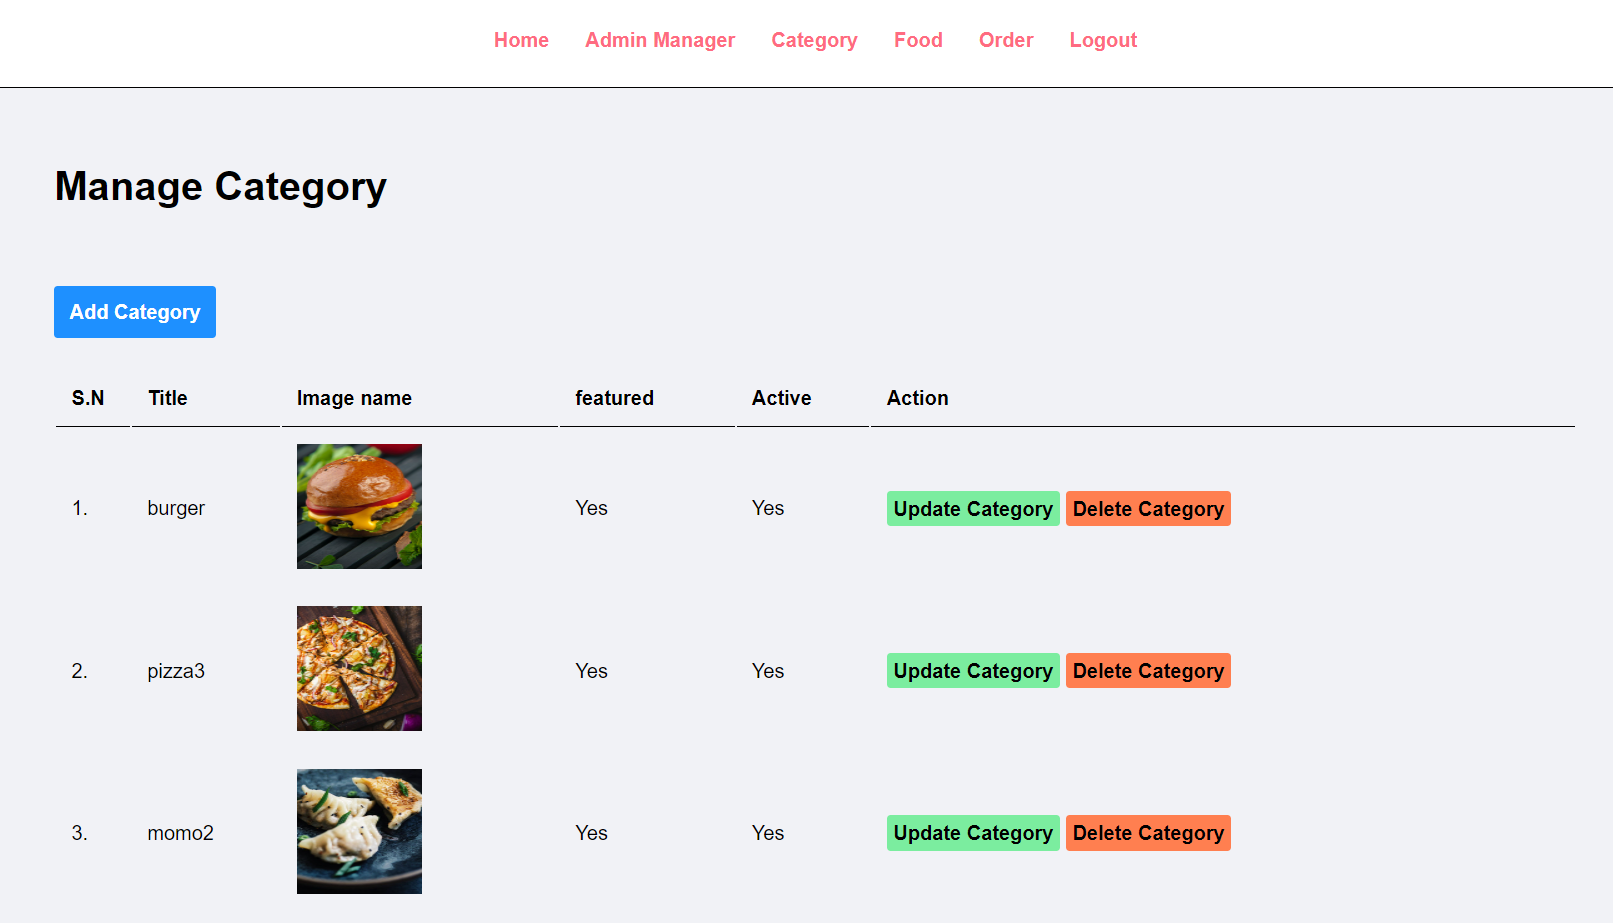 Home Admin Manager Category Food Order Logout
Manage Category
Add Category
S.N Title Image name featured Active Action
1. burger Yes Yes Update Category Delete Category
2. pizza3 Yes Yes Update Category Delete Category
3. momo2 Yes Yes Update Category Delete Category